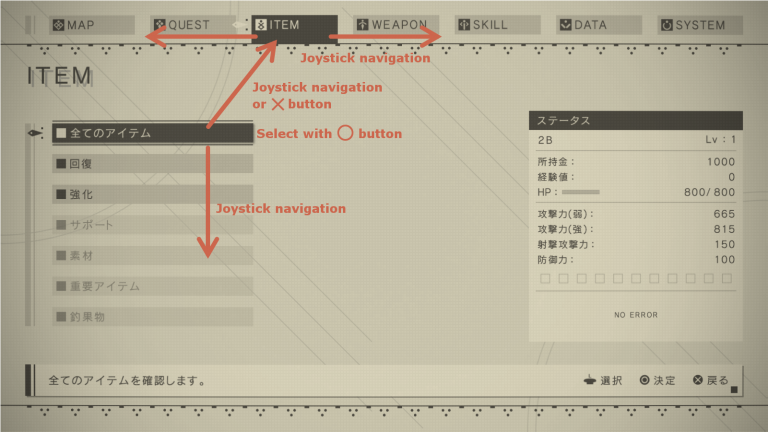 MAP
QUEST
ITEM
WEAPON
SKILL
DATA
SYSTEM
Joystick navigation
ITEM
Joystick navigation
or ✕ button
全てのアイテム
Select with ◯ button
回復
強化
Joystick navigation
サポート
素材
重要アイテム
釣果物
ステータス
2B Lv : 1
所持金: 1000
経験値: 0
HP: 800/ 800
攻撃力(弱): 665
攻撃力(強): 815
射撃攻撃力: 150
防御力: 100
NO ERROR
全てのアイテムを確認します。
選択 決定 戻る